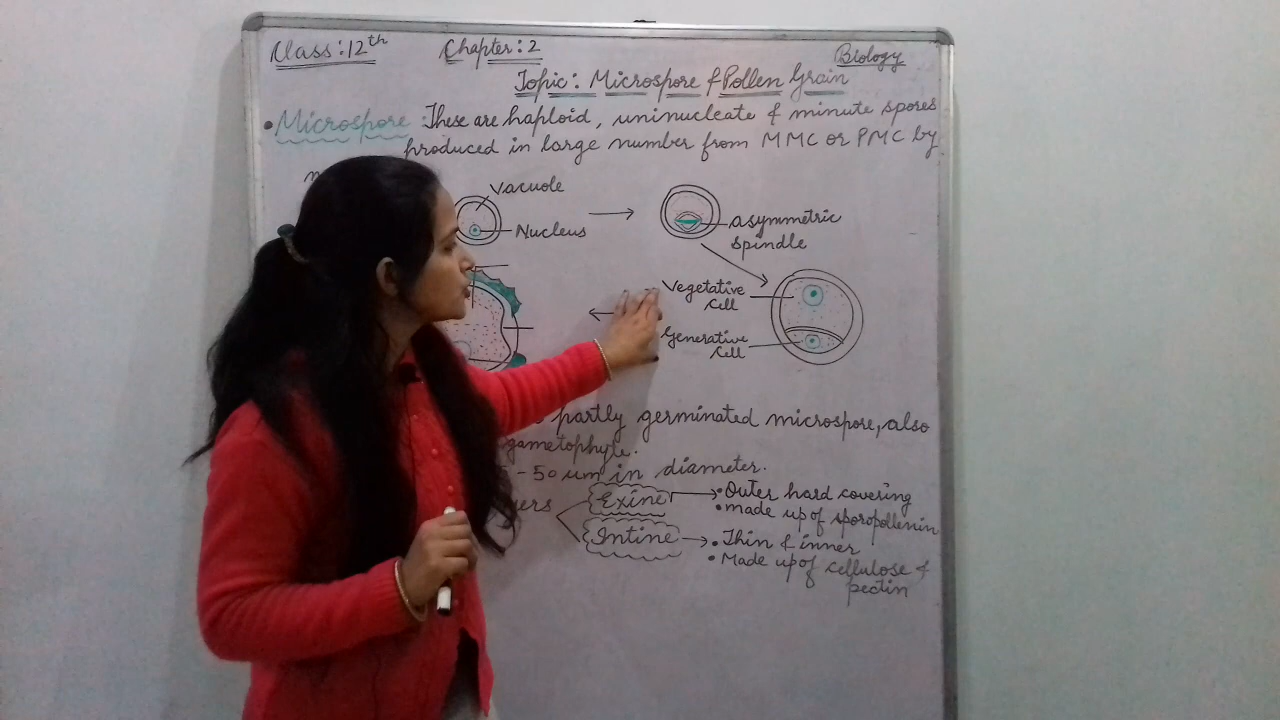 Class:12th Chapter:2 Biology
Topic: Microspore & Pollen Grain
• Microspore: These are haploid, uninucleate & minute spores
produced in large number from MMC or PMC by
Vacuole
Nucleus
asymmetric
spindle
Vegetative
Cell
Generative
Cell
partly germinated microspore, also
gametophyte.
-50 um in diameter.
Exine → • Outer hard covering
• made up of sporopollenin
Intine → • Thin & inner
• Made up of cellulose &
pectin